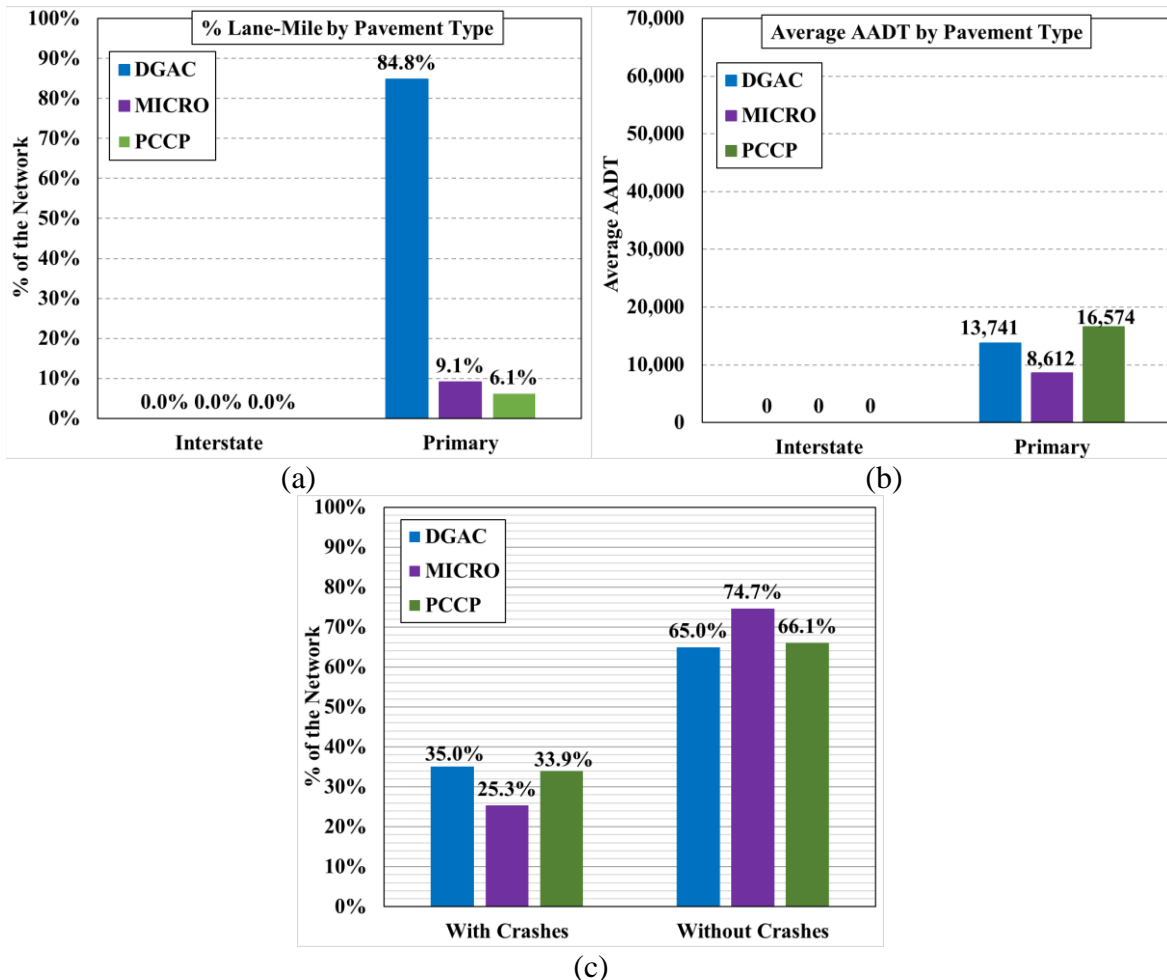 % Lane-Mile by Pavement Type
100%
90%
80%
70%
60%
50%
40%
30%
20%
10%
0%
% of the Network
DGAC
MICRO
PCCP
84.8%
9.1%
6.1%
0.0% 0.0% 0.0%
Interstate Primary
(a)
Average AADT by Pavement Type
70,000
60,000
50,000
40,000
30,000
20,000
10,000
0
Average AADT
DGAC
MICRO
PCCP
13,741
8,612
16,574
0 0 0
Interstate Primary
(b)
100%
90%
80%
70%
60%
50%
40%
30%
20%
10%
0%
% of the Network
DGAC
MICRO
PCCP
35.0%
25.3%
33.9%
65.0%
74.7%
66.1%
With Crashes Without Crashes
(c)